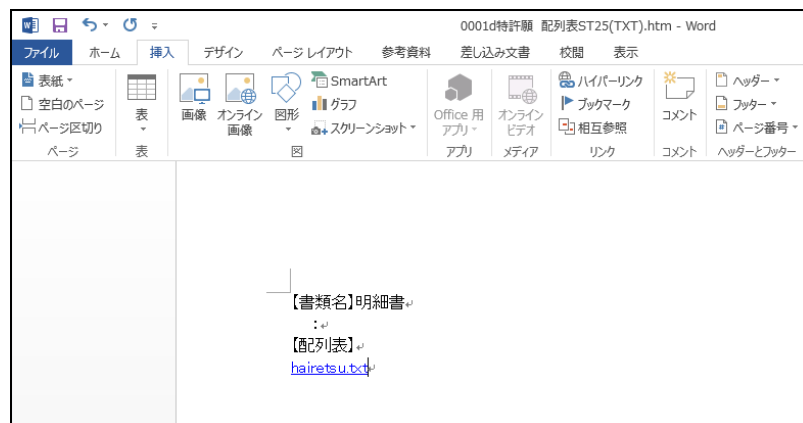 0001d特許願 配列表ST25(TXT).htm - Word
ファイル ホーム 挿入 デザイン ページ レイアウト 参考資料 差し込み文書 校閲 表示
表紙
空白のページ
ページ区切り
ページ
表
表
画像
オンライン
画像
図形
SmartArt
グラフ
スクリーンショット
図
Office 用
アプリ
アプリ
オンライン
ビデオ
メディア
ハイパーリンク
ブックマーク
相互参照
リンク
コメント
コメント
ヘッダー
フッター
ページ番号
ヘッダーとフッター
【書類名】明細書
:
【配列表】
hairetsu.txt